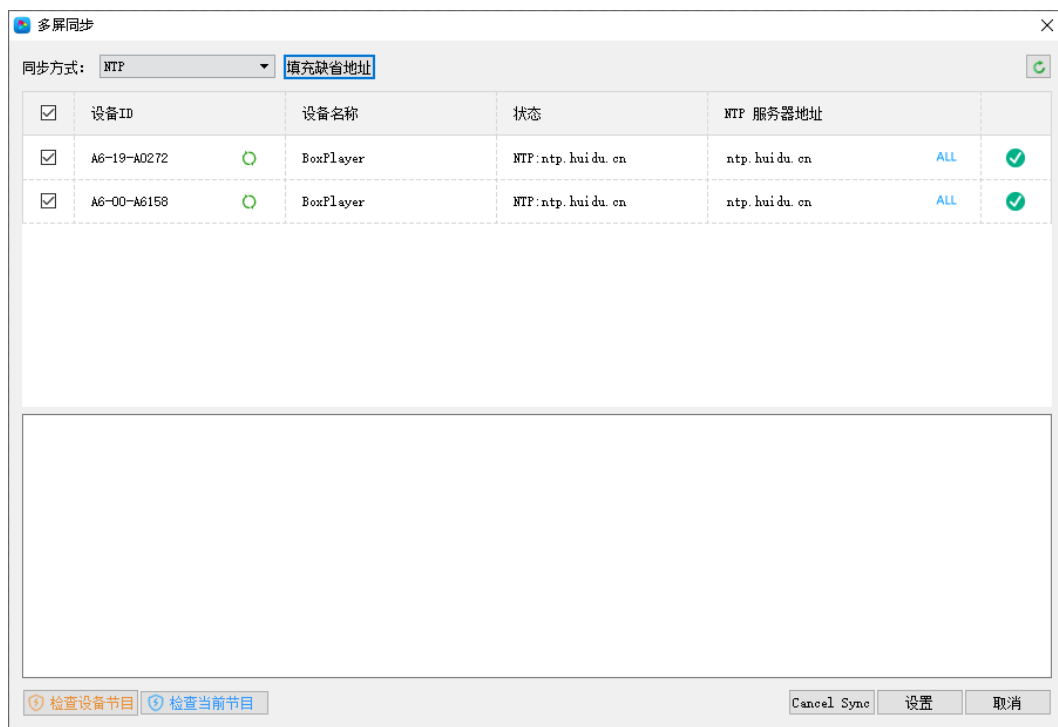 多屏同步
同步方式： NTP 填充缺省地址
设备ID 设备名称 状态 NTP 服务器地址
A6-19-A0272 BoxPlayer NTP:ntp.huidu.cn ntp.huidu.cn ALL
A6-00-A6158 BoxPlayer NTP:ntp.huidu.cn ntp.huidu.cn ALL
检查设备节目 检查当前节目 Cancel Sync 设置 取消